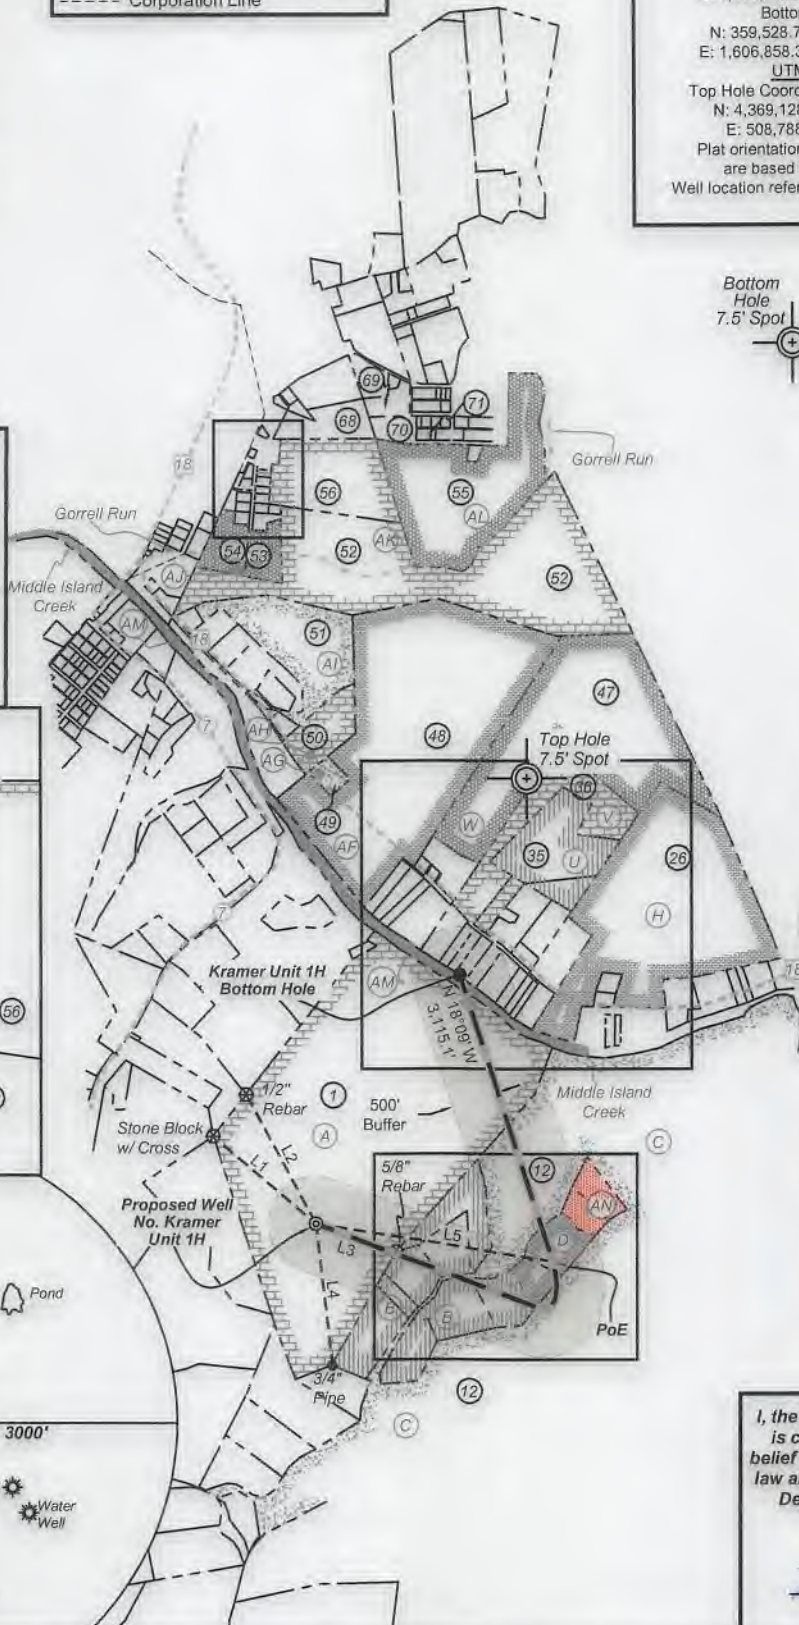 Corporation Line
Botto
N: 359,528.7
E: 1,606,858.3
UTM
Top Hole Coord
N: 4,369,128
E: 508,788
Plat orientation
are based
Well location refer
Bottom
Hole
7.5' Spot
69
71
68
70
18
Gorrell Run
56
55
AL
Gorrell Run
AK
54
53
52
52
Middle Island
Creek
AJ
AM
18
51
AI
47
7
AH
50
48
Top Hole
7.5' Spot
AG
36
49
W
V
AF
35
U
26
7
H
Kramer Unit 1H
Bottom Hole
AM
18
56
N 18°09' W
3,115.1'
1/2"
Rebar
1
500'
Buffer
Middle Island
Creek
Stone Block
w/ Cross
A
C
L2
L1
5/8"
Rebar
12
Proposed Well
No. Kramer
Unit 1H
AN
L5
D
L3
Pond
L4
B
E
PoE
3/4"
Pipe
12
C
3000'
I, the
is c
belief
law a
De
Water
Well